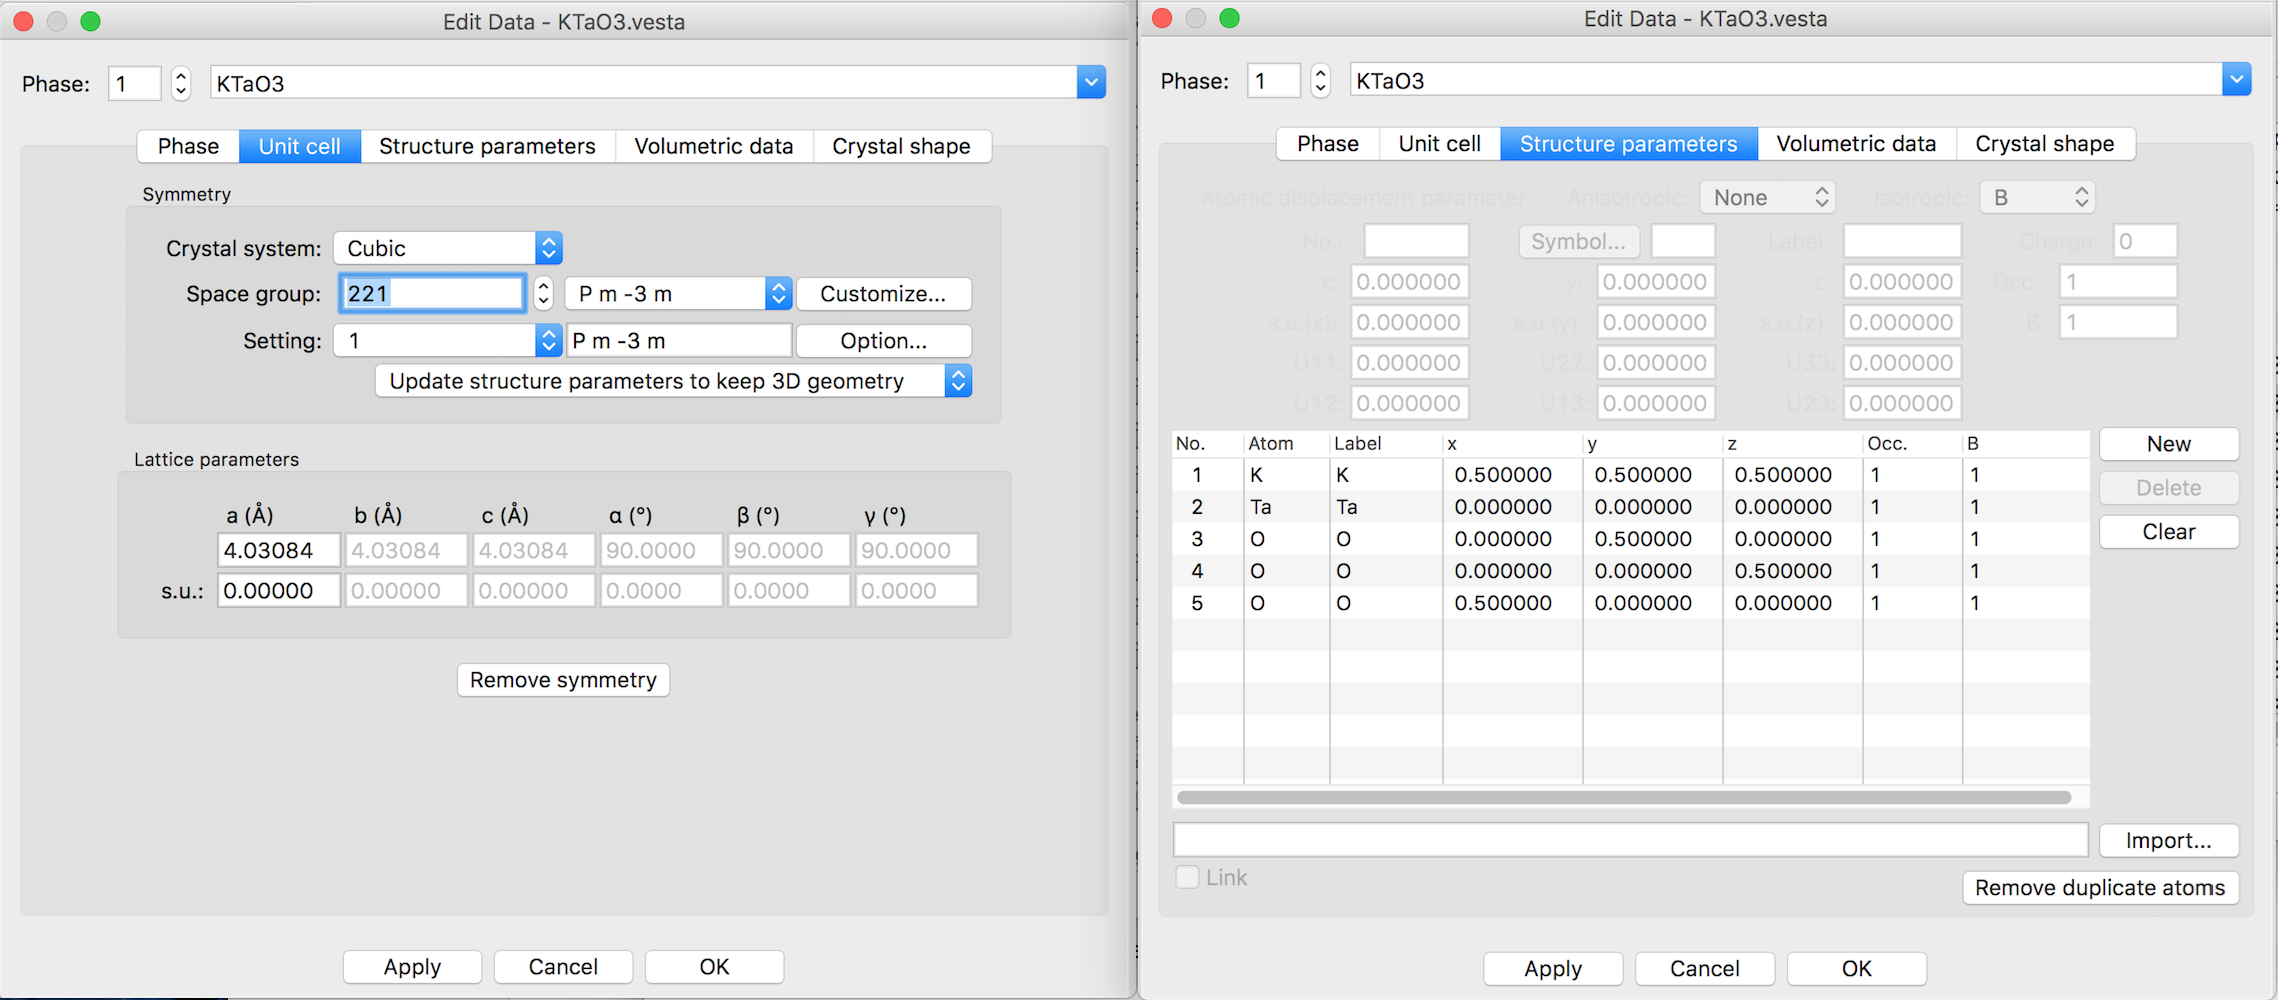 Edit Data - KTaO3.vesta
Phase: 1 KTaO3
Phase Unit cell Structure parameters Volumetric data Crystal shape
Symmetry
Crystal system: Cubic
Space group: 221 P m -3 m Customize...
Setting: 1 P m -3 m Option...
Update structure parameters to keep 3D geometry
Lattice parameters
a (Å) b (Å) c (Å) α (°) β (°) γ (°)
4.03084 4.03084 4.03084 90.0000 90.0000 90.0000
s.u.: 0.00000 0.00000 0.00000 0.0000 0.0000 0.0000
Remove symmetry
Apply Cancel OK
Edit Data - KTaO3.vesta
Phase: 1 KTaO3
Phase Unit cell Structure parameters Volumetric data Crystal shape
Atomic displacement parameter Anisotropic: None Isotropic: B
No.: Symbol... Label: Charge: 0
x: 0.000000 y: 0.000000 z: 0.000000 Occ.: 1
s.u.(x): 0.000000 s.u.(y): 0.000000 s.u.(z): 0.000000 B: 1
U11: 0.000000 U22: 0.000000 U33: 0.000000
U12: 0.000000 U13: 0.000000 U23: 0.000000
No. Atom Label x y z Occ. B
1 K K 0.500000 0.500000 0.500000 1 1
2 Ta Ta 0.000000 0.000000 0.000000 1 1
3 O O 0.000000 0.500000 0.000000 1 1
4 O O 0.000000 0.000000 0.500000 1 1
5 O O 0.500000 0.000000 0.000000 1 1
New
Delete
Clear
Import...
Link
Remove duplicate atoms
Apply Cancel OK